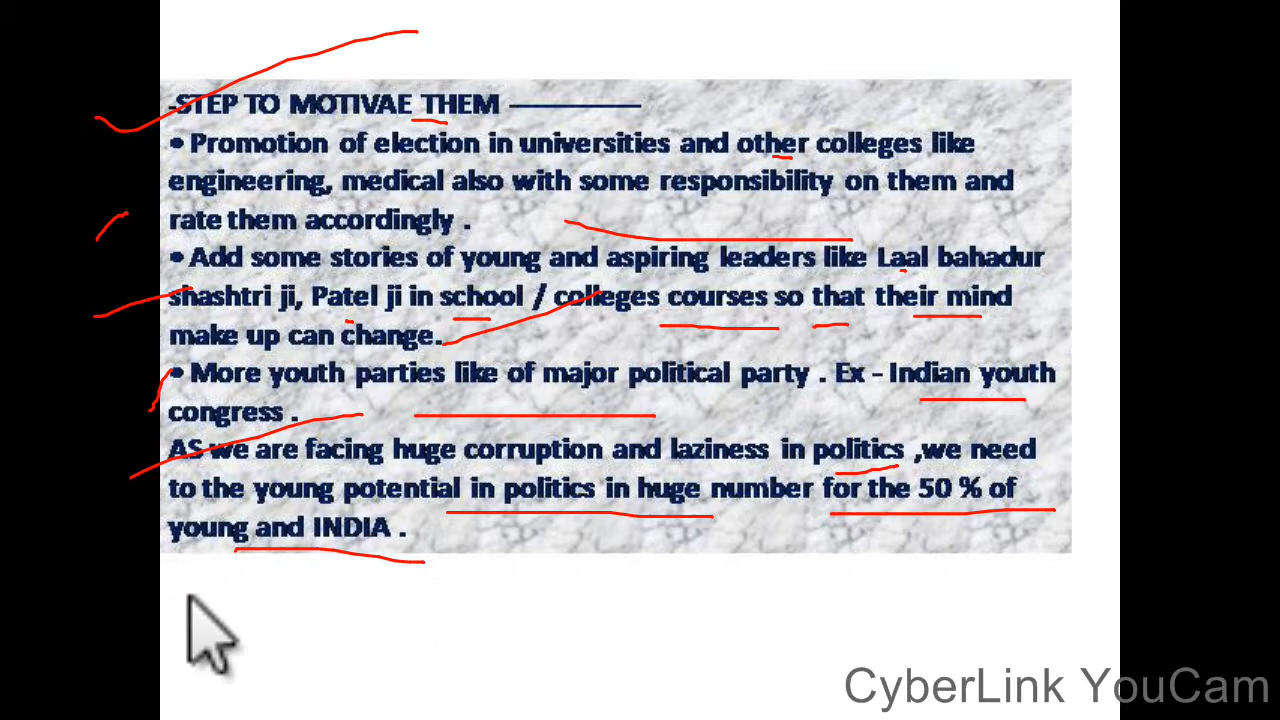 -STEP TO MOTIVAE THEM ————
• Promotion of election in universities and other colleges like
engineering, medical also with some responsibility on them and
rate them accordingly .
• Add some stories of young and aspiring leaders like Laal bahadur
shashtri ji, Patel ji in school / colleges courses so that their mind
make up can change.
• More youth parties like of major political party . Ex - Indian youth
congress .
AS we are facing huge corruption and laziness in politics ,we need
to the young potential in politics in huge number for the 50 % of
young and INDIA .
CyberLink YouCam